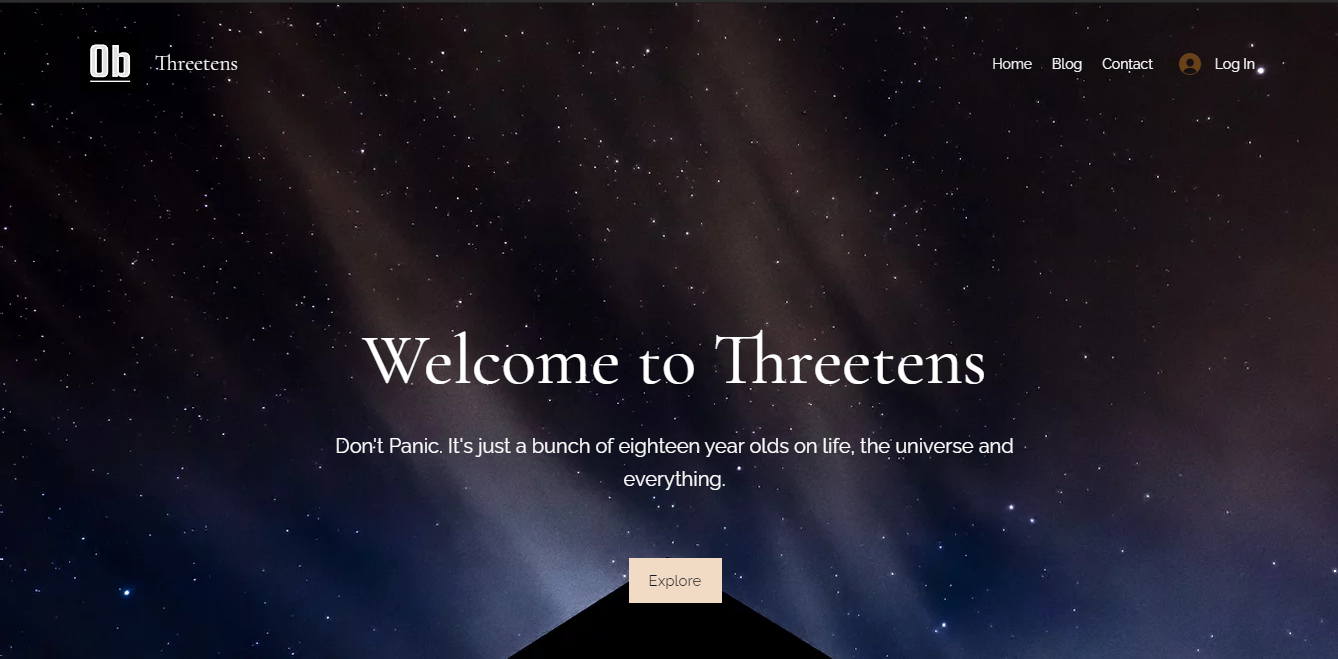 Ob
Threetens
Home
Blog
Contact
Log In
Welcome to Threetens
Don't Panic. It's just a bunch of eighteen year olds on life, the universe and
everything.
Explore